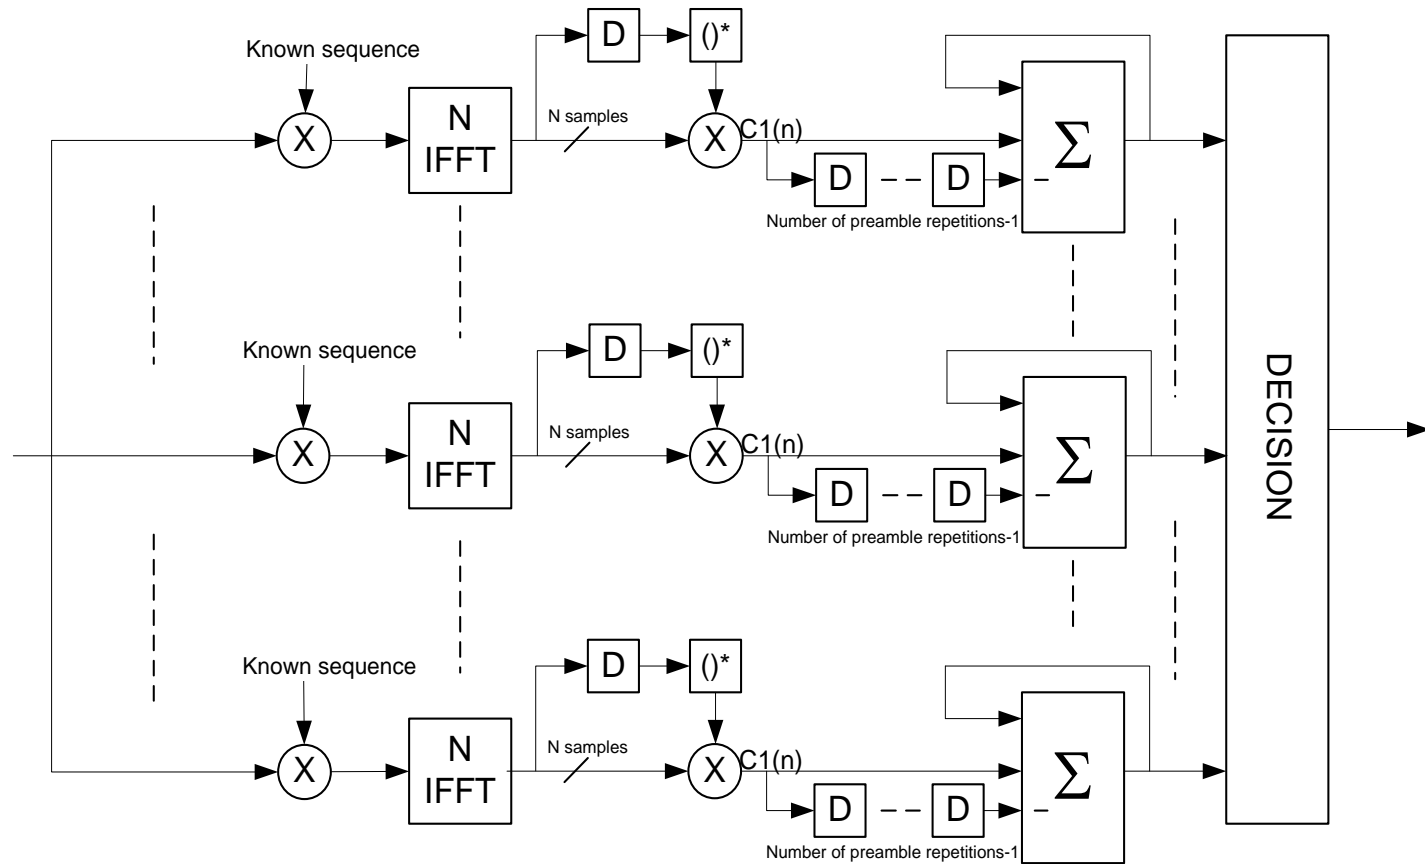 D
()*
Known sequence
N
IFFT
N samples
X
X
C1(n)
Σ
D
– –
D
–
Number of preamble repetitions-1
D
()*
Known sequence
N
IFFT
N samples
X
X
C1(n)
Σ
D
– –
D
–
Number of preamble repetitions-1
DECISION
D
()*
Known sequence
N
IFFT
N samples
X
X
C1(n)
Σ
D
– –
D
–
Number of preamble repetitions-1